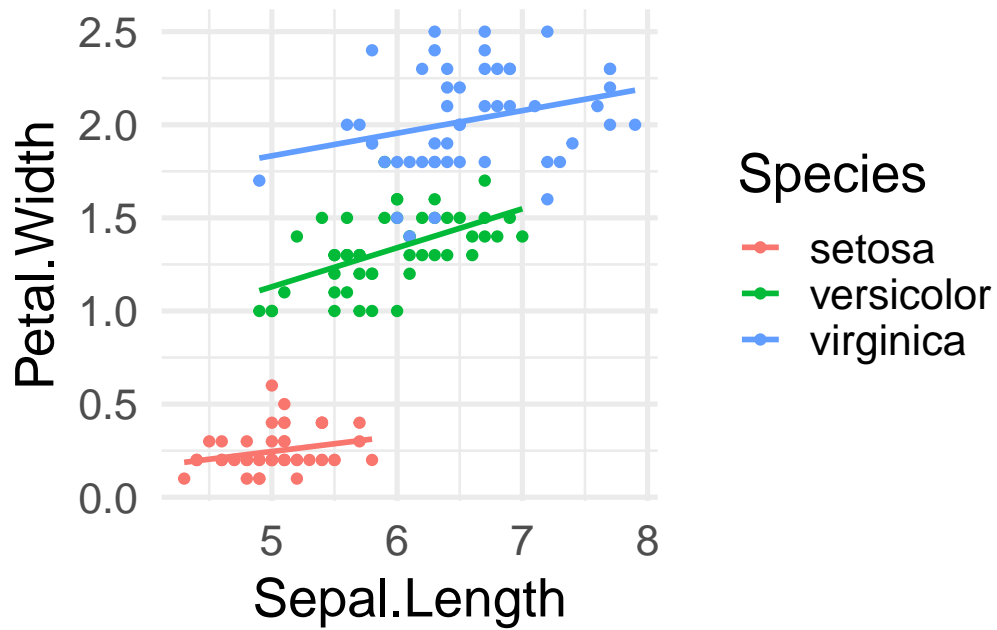 2.5
2.0
1.5
1.0
0.5
0.0
Petal.Width
5 6 7 8
Sepal.Length
Species
setosa
versicolor
virginica